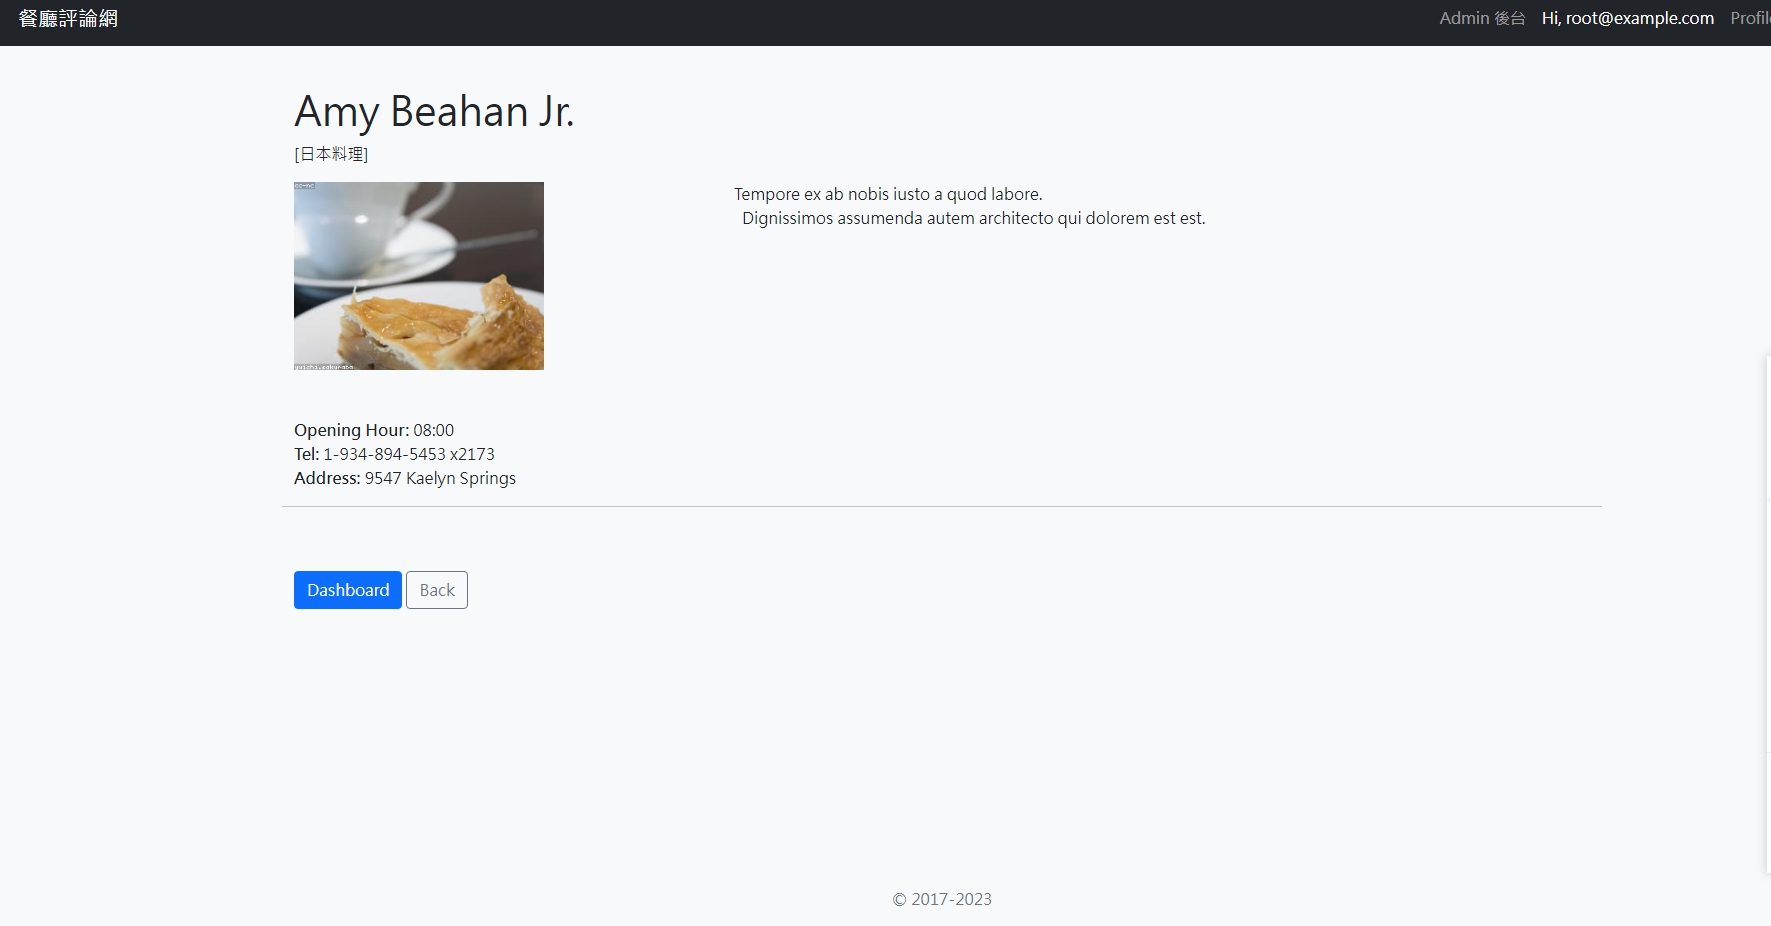 餐廳評論網
Admin 後台 Hi, root@example.com
Amy Beahan Jr.
[日本料理]
Tempore ex ab nobis iusto a quod labore.
Dignissimos assumenda autem architecto qui dolorem est est.
Opening Hour: 08:00
Tel: 1-934-894-5453 x2173
Address: 9547 Kaelyn Springs
Dashboard Back
© 2017-2023